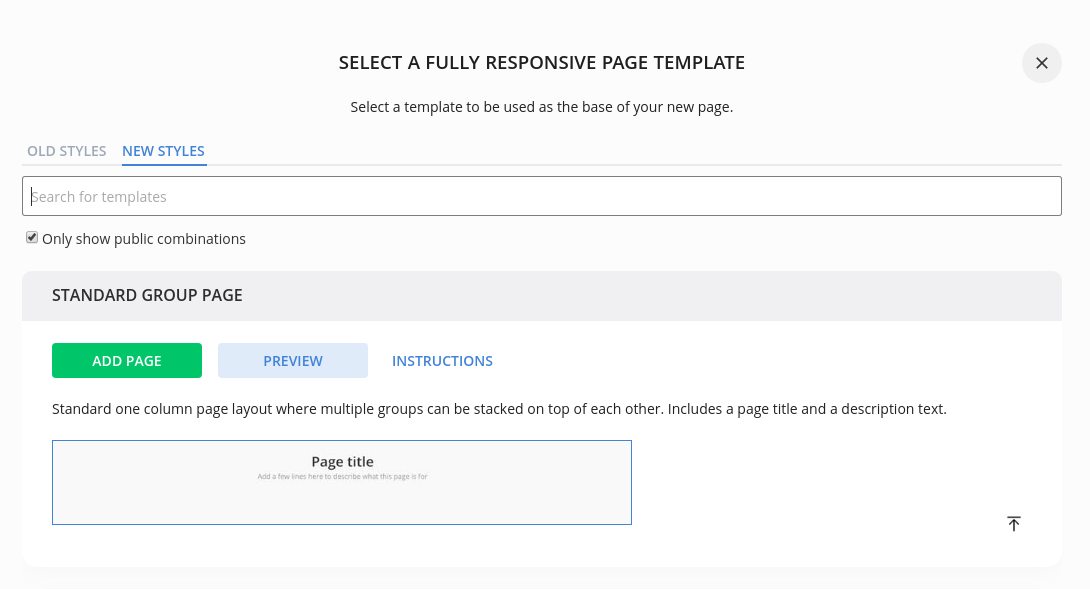 SELECT A FULLY RESPONSIVE PAGE TEMPLATE
Select a template to be used as the base of your new page.
OLD STYLES NEW STYLES
Search for templates
Only show public combinations
STANDARD GROUP PAGE
ADD PAGE PREVIEW INSTRUCTIONS
Standard one column page layout where multiple groups can be stacked on top of each other. Includes a page title and a description text.
Page title
Add a few lines here to describe what this page is for